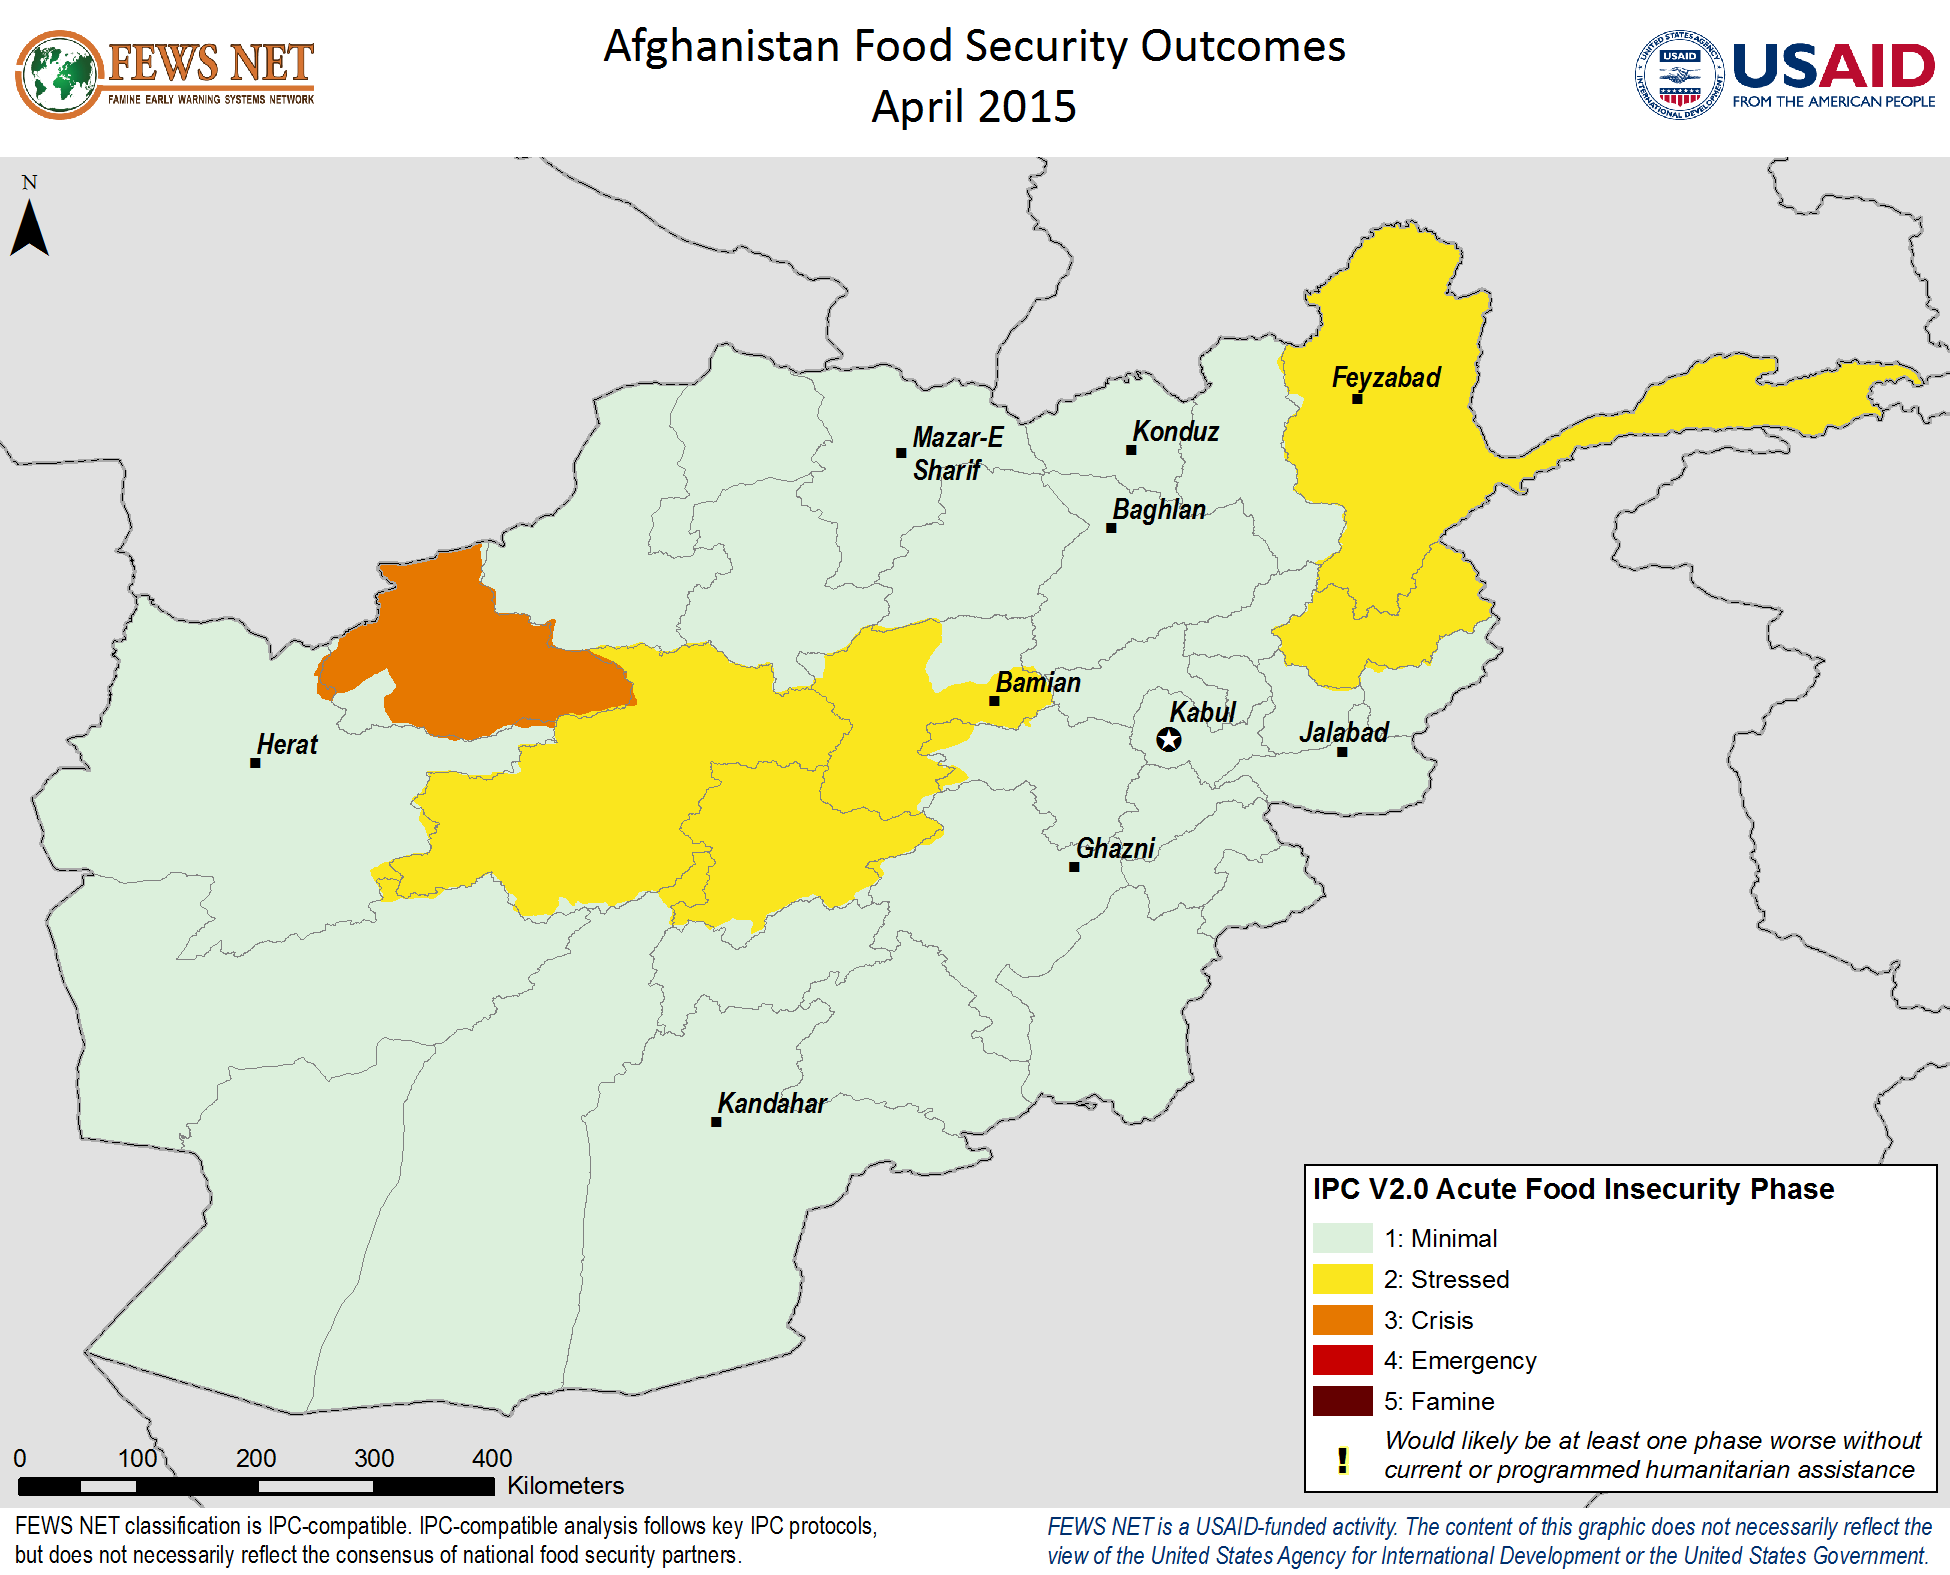 FEWS NET
FAMINE EARLY WARNING SYSTEMS NETWORK
Afghanistan Food Security Outcomes
April 2015
UNITED STATES AGENCY
USAID
INTERNATIONAL DEVELOPMENT
USAID
FROM THE AMERICAN PEOPLE
N
Feyzabad
Mazar-E
Sharif
Konduz
Baghlan
Bamian
Kabul
Herat
Jalabad
Ghazni
Kandahar
IPC V2.0 Acute Food Insecurity Phase
1: Minimal
2: Stressed
3: Crisis
4: Emergency
5: Famine
! Would likely be at least one phase worse without
current or programmed humanitarian assistance
0 100 200 300 400
Kilometers
FEWS NET classification is IPC-compatible. IPC-compatible analysis follows key IPC protocols,
but does not necessarily reflect the consensus of national food security partners.
FEWS NET is a USAID-funded activity. The content of this graphic does not necessarily reflect the
view of the United States Agency for International Development or the United States Government.